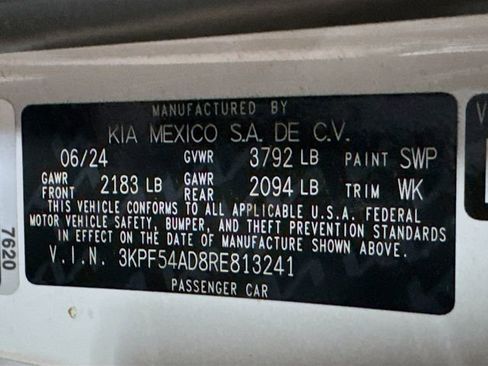 MANUFACTURED BY
KIA MEXICO S.A. DE C.V.
06/24 GVWR 3792 LB PAINT SWP
GAWR FRONT 2183 LB GAWR REAR 2094 LB TRIM WK
THIS VEHICLE CONFORMS TO ALL APPLICABLE U.S.A. FEDERAL
MOTOR VEHICLE SAFETY, BUMPER, AND THEFT PREVENTION
STANDARDS IN EFFECT ON THE DATE OF MANUFACTURE SHOWN ABOVE.
V.I.N. 3KPF54AD8RE813241
PASSENGER CAR
7620
V